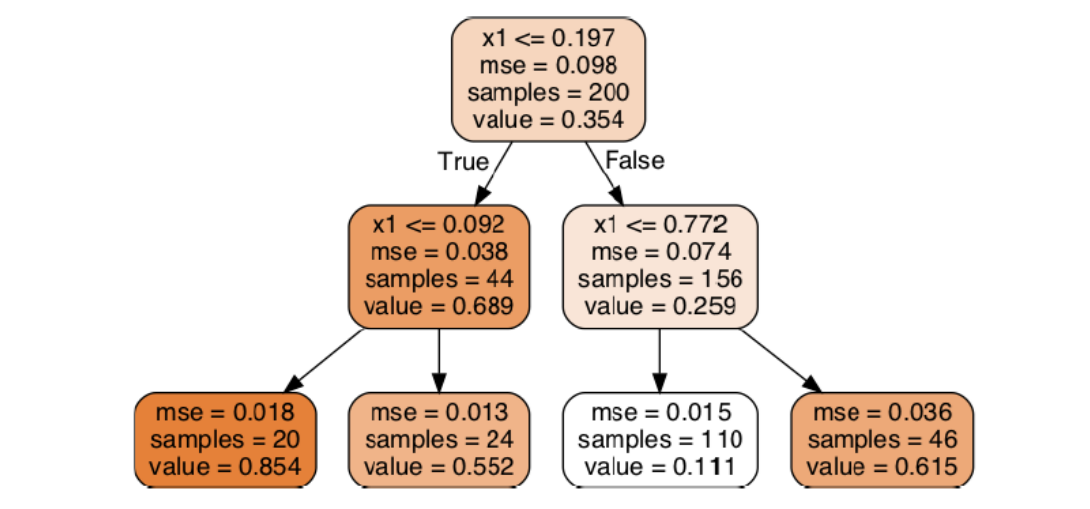 x1 <= 0.197
mse = 0.098
samples = 200
value = 0.354
True
False
x1 <= 0.092
mse = 0.038
samples = 44
value = 0.689
x1 <= 0.772
mse = 0.074
samples = 156
value = 0.259
mse = 0.018
samples = 20
value = 0.854
mse = 0.013
samples = 24
value = 0.552
mse = 0.015
samples = 110
value = 0.111
mse = 0.036
samples = 46
value = 0.615